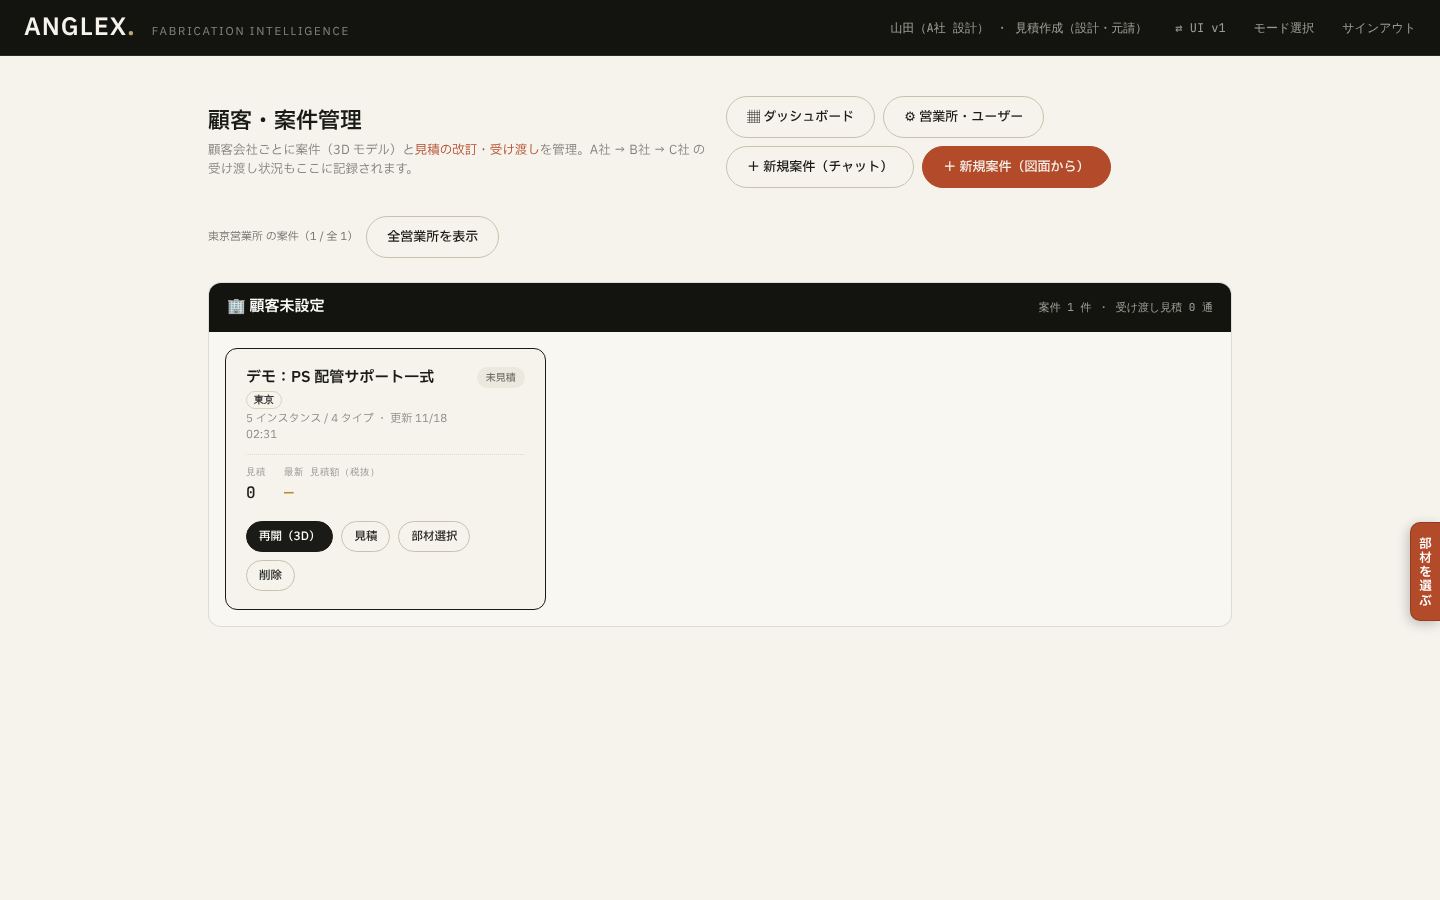 ANGLEX. FABRICATION INTELLIGENCE
山田（A社 設計） ・ 見積作成（設計・元請）
⇄ UI v1
モード選択
サインアウト
顧客・案件管理
顧客会社ごとに案件（3D モデル）と見積の改訂・受け渡しを管理。A社 → B社 → C社 の
受け渡し状況もここに記録されます。
▦ ダッシュボード
⚙ 営業所・ユーザー
＋ 新規案件（チャット）
＋ 新規案件（図面から）
東京営業所 の案件（1 / 全 1）
全営業所を表示
🏢 顧客未設定
案件 1 件 ・ 受け渡し見積 0 通
デモ：PS 配管サポート一式
未見積
東京
5 インスタンス / 4 タイプ ・ 更新 11/18
02:31
見積 最新 見積額（税抜）
0 —
再開（3D）
見積
部材選択
削除
部材を選ぶ